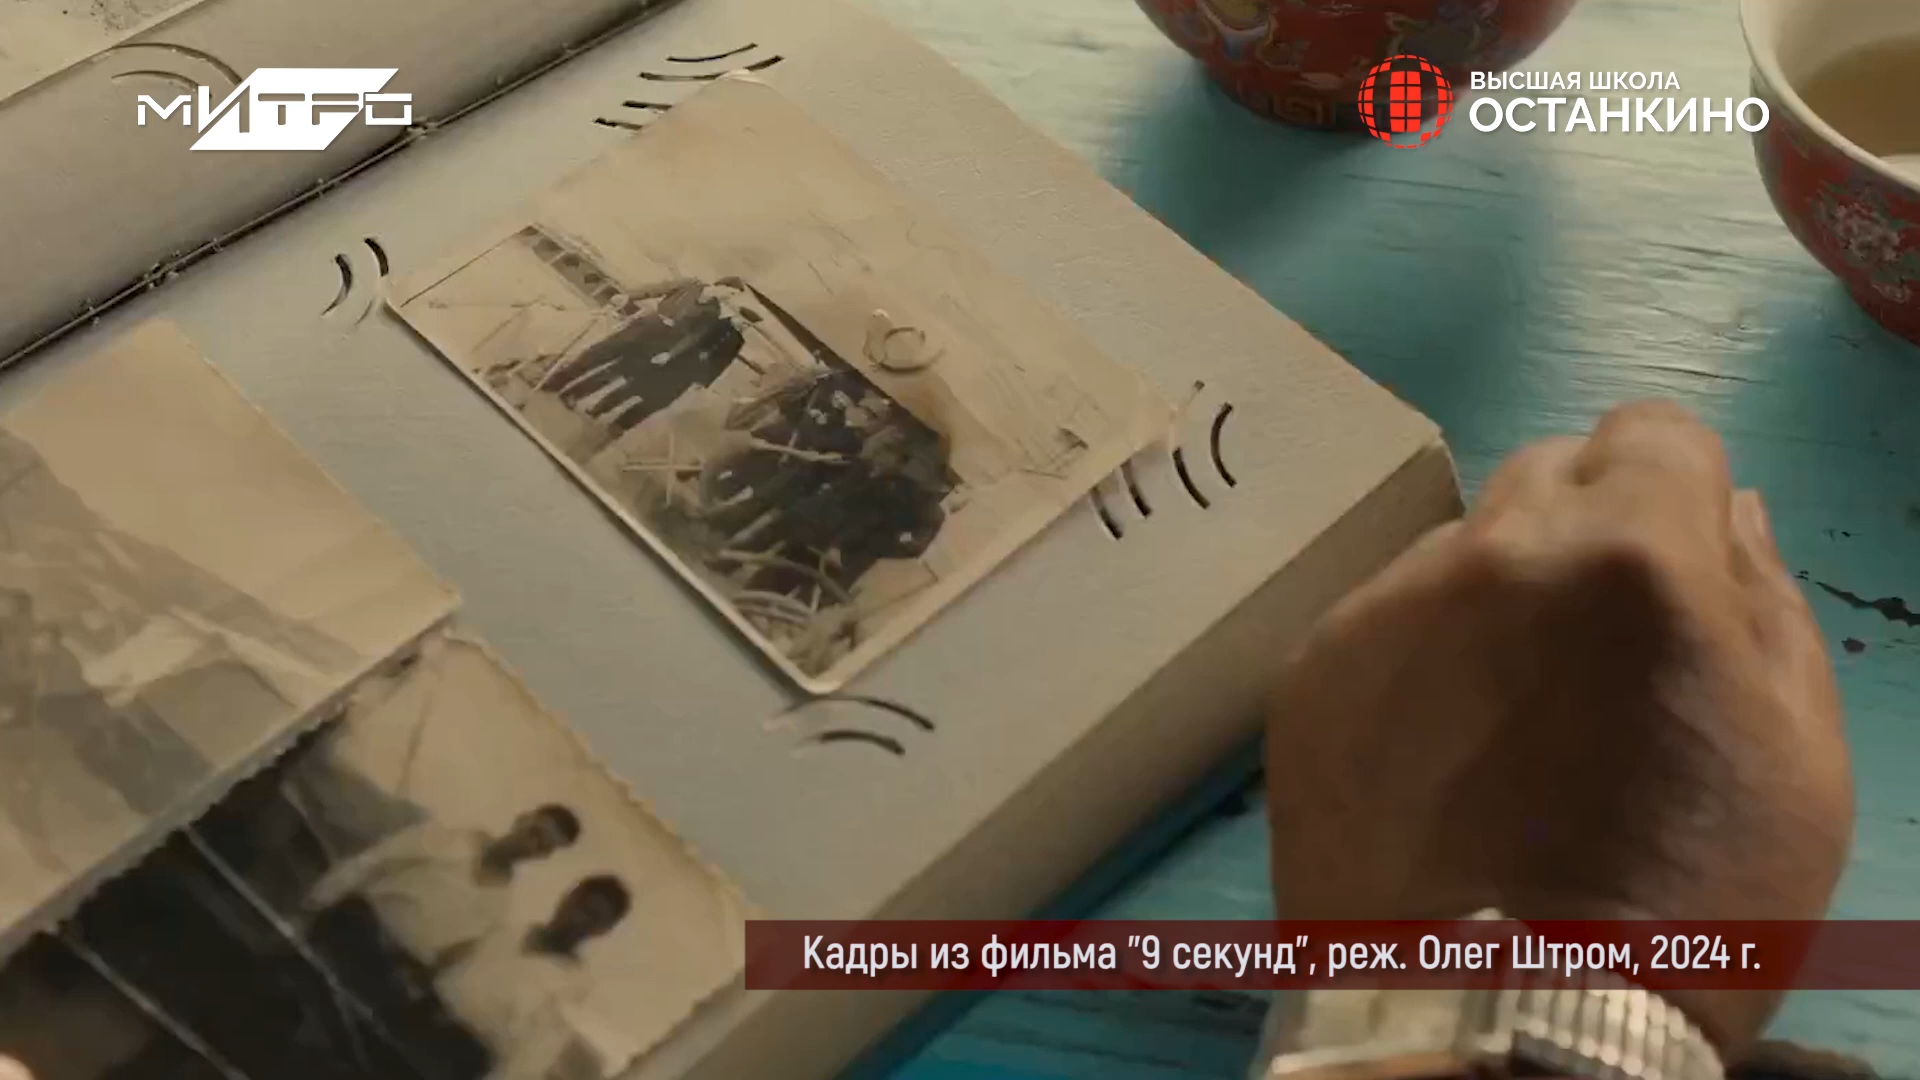 МИТРО
ВЫСШАЯ ШКОЛА
ОСТАНКИНО
Кадры из фильма "9 секунд", реж. Олег Штром, 2024 г.